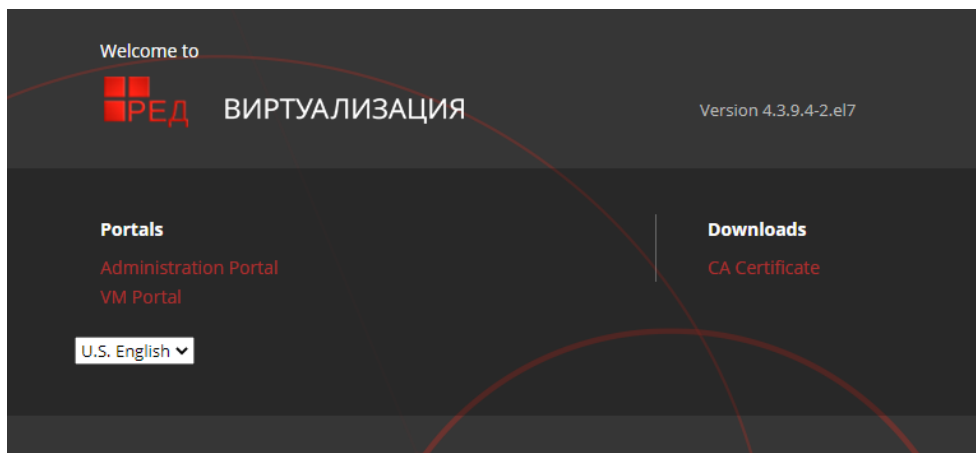 Welcome to
РЕД ВИРТУАЛИЗАЦИЯ
Version 4.3.9.4-2.el7
Portals
Administration Portal
VM Portal
Downloads
CA Certificate
U.S. English